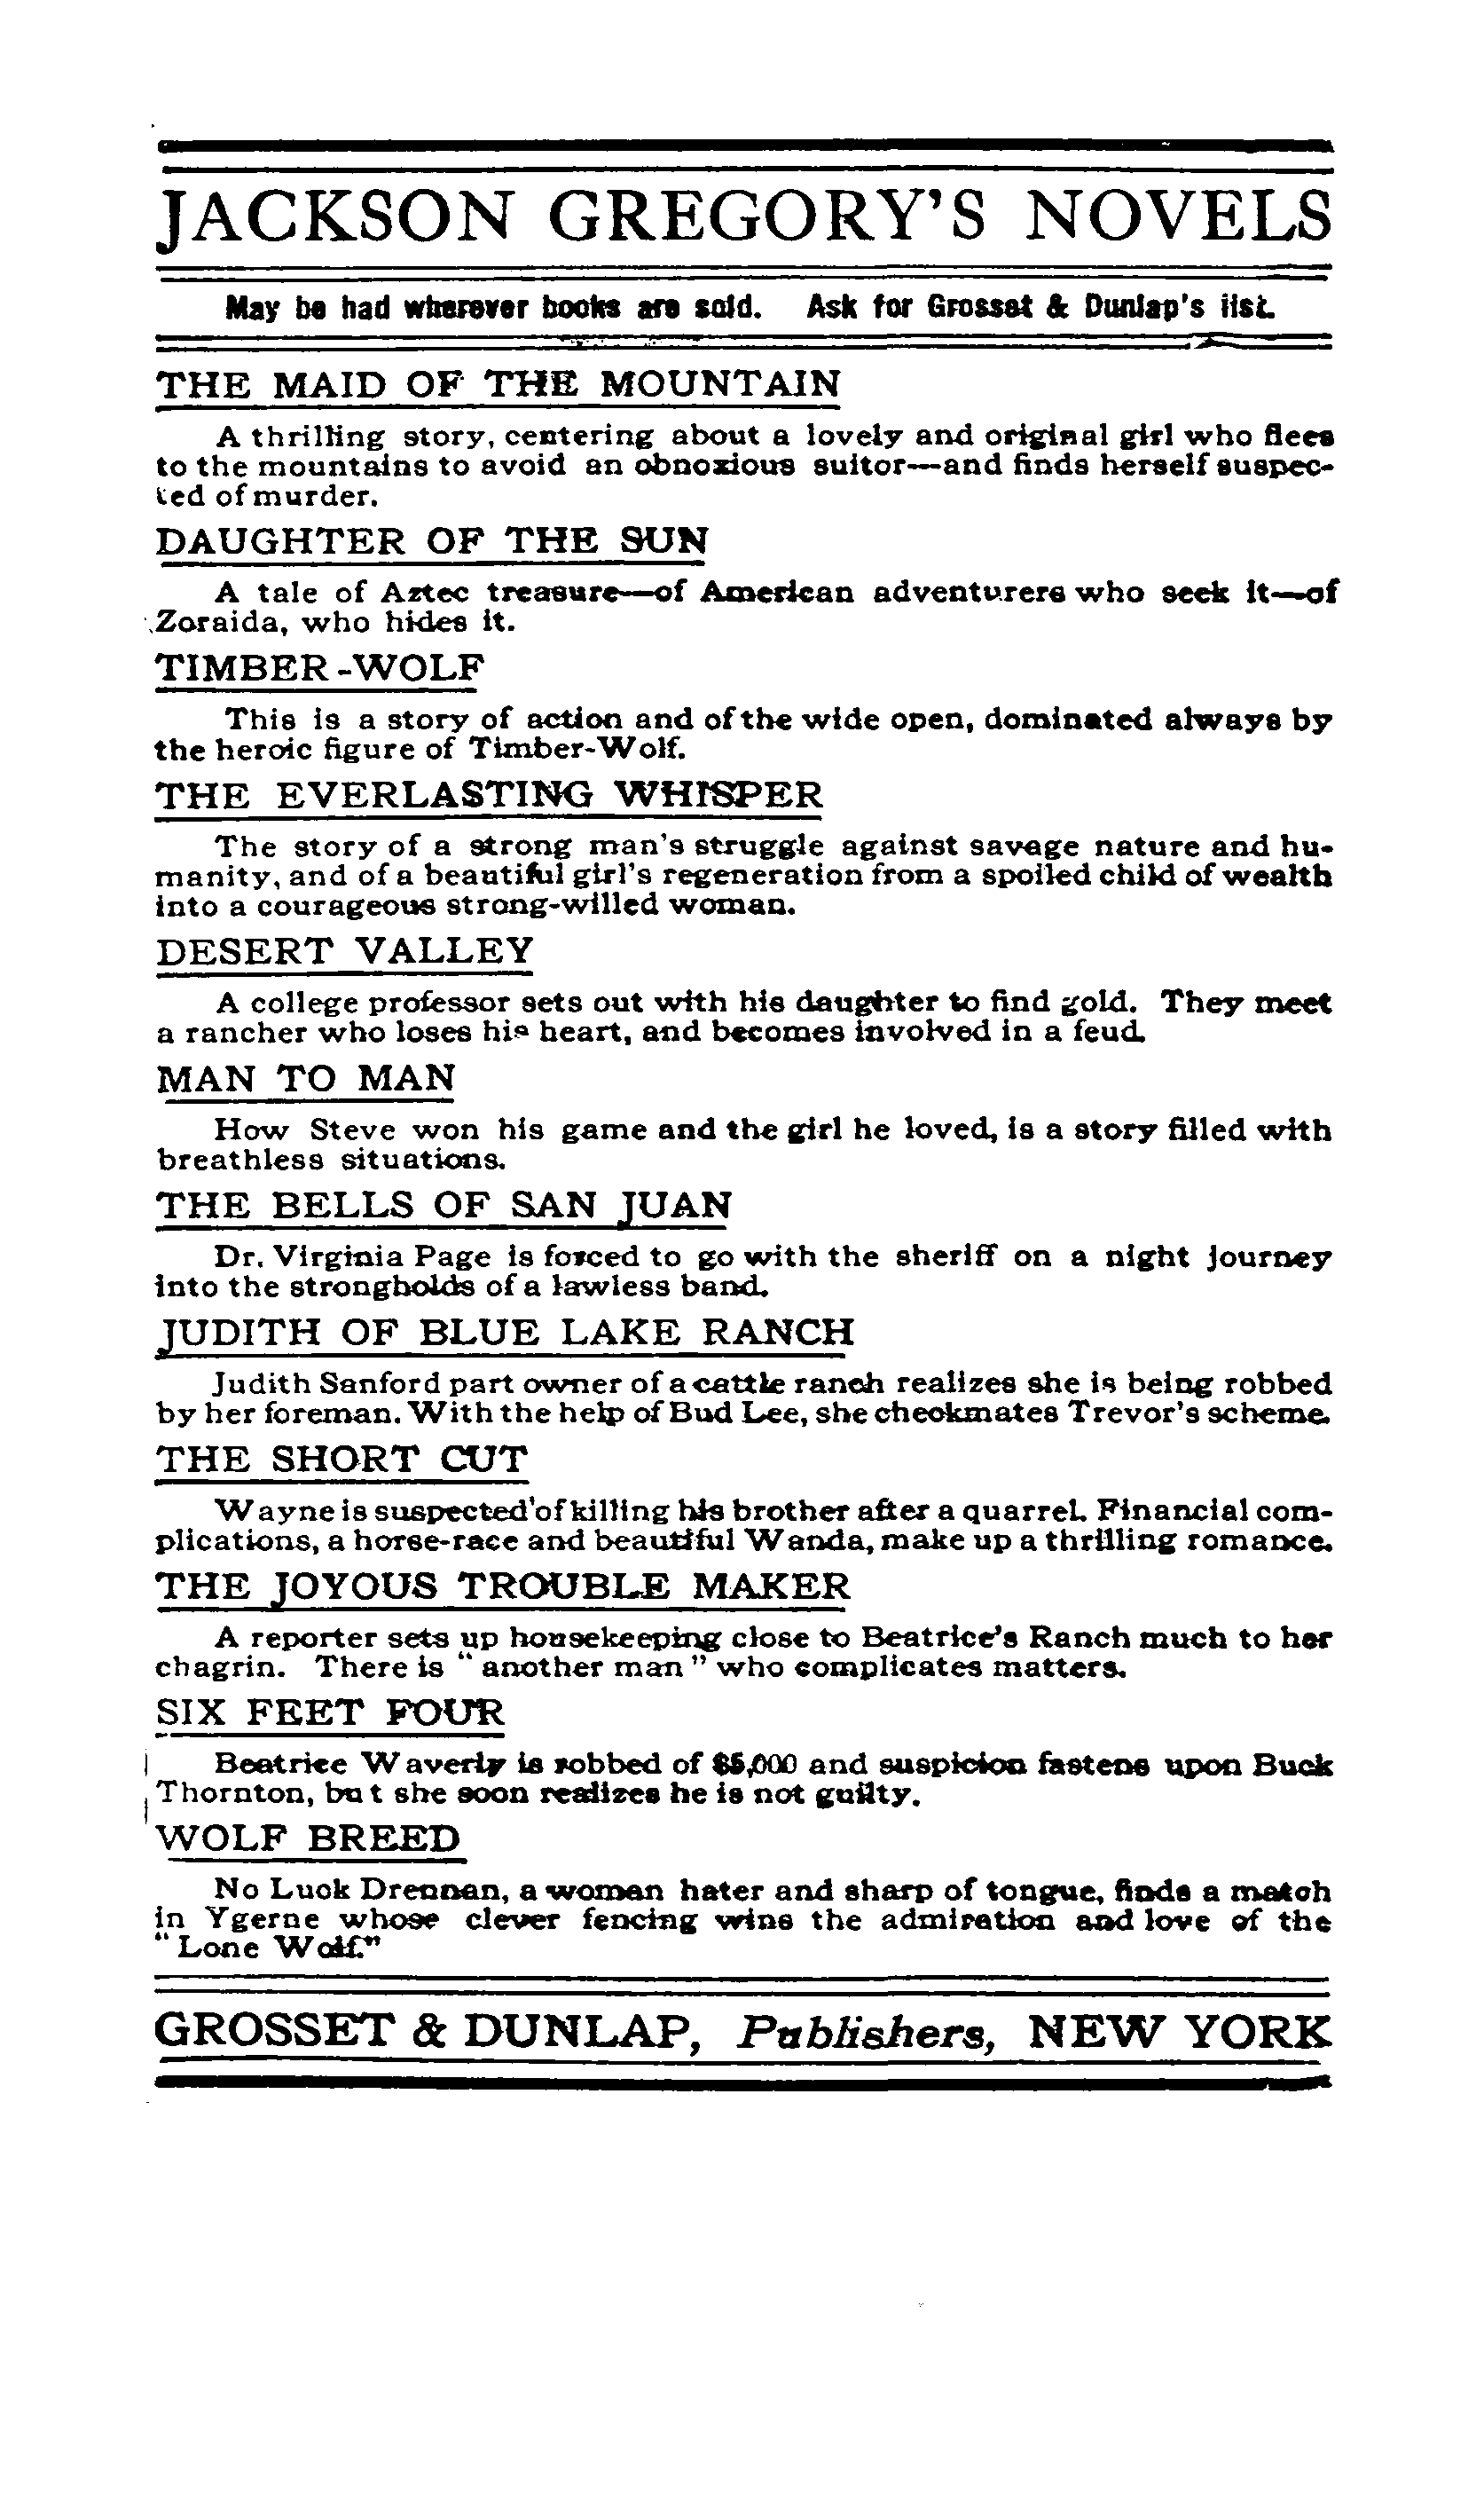 JACKSON GREGORY'S NOVELS
May be had wherever books are sold. Ask for Grosset & Dunlap's list.
THE MAID OF THE MOUNTAIN
A thrilling story, centering about a lovely and original girl who flees
to the mountains to avoid an obnoxious suitor—and finds herself suspec-
ted of murder.
DAUGHTER OF THE SUN
A tale of Aztec treasure—of American adventurers who seek it—of
Zoraida, who hides it.
TIMBER-WOLF
This is a story of action and of the wide open, dominated always by
the heroic figure of Timber-Wolf.
THE EVERLASTING WHISPER
The story of a strong man's struggle against savage nature and hu-
manity, and of a beautiful girl's regeneration from a spoiled child of wealth
into a courageous strong-willed woman.
DESERT VALLEY
A college professor sets out with his daughter to find gold. They meet
a rancher who loses his heart, and becomes involved in a feud.
MAN TO MAN
How Steve won his game and the girl he loved, is a story filled with
breathless situations.
THE BELLS OF SAN JUAN
Dr. Virginia Page is forced to go with the sheriff on a night journey
into the strongholds of a lawless band.
JUDITH OF BLUE LAKE RANCH
Judith Sanford part owner of a cattle ranch realizes she is being robbed
by her foreman. With the help of Bud Lee, she checkmates Trevor's scheme.
THE SHORT CUT
Wayne is suspected of killing his brother after a quarrel. Financial com-
plications, a horse-race and beautiful Wanda, make up a thrilling romance.
THE JOYOUS TROUBLE MAKER
A reporter sets up housekeeping close to Beatrice's Ranch much to her
chagrin. There is "another man" who complicates matters.
SIX FEET FOUR
Beatrice Waverly is robbed of $5,000 and suspicion fastens upon Buck
Thornton, but she soon realizes he is not guilty.
WOLF BREED
No Luck Drennan, a woman hater and sharp of tongue, finds a match
in Ygerne whose clever fencing wins the admiration and love of the
"Lone Wolf."
GROSSET & DUNLAP, Publishers, NEW YORK